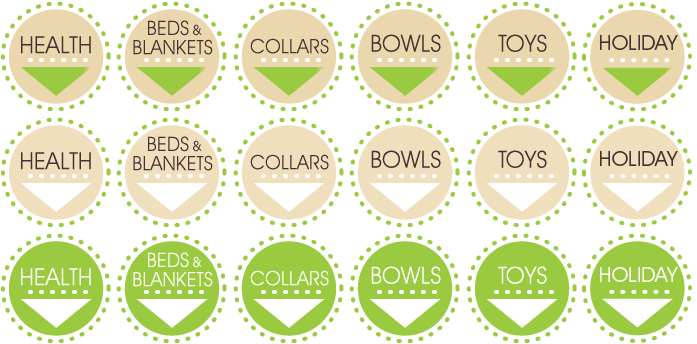 HEALTH
BEDS &
BLANKETS
COLLARS
BOWLS
TOYS
HOLIDAY
HEALTH
BEDS &
BLANKETS
COLLARS
BOWLS
TOYS
HOLIDAY
HEALTH
BEDS &
BLANKETS
COLLARS
BOWLS
TOYS
HOLIDAY